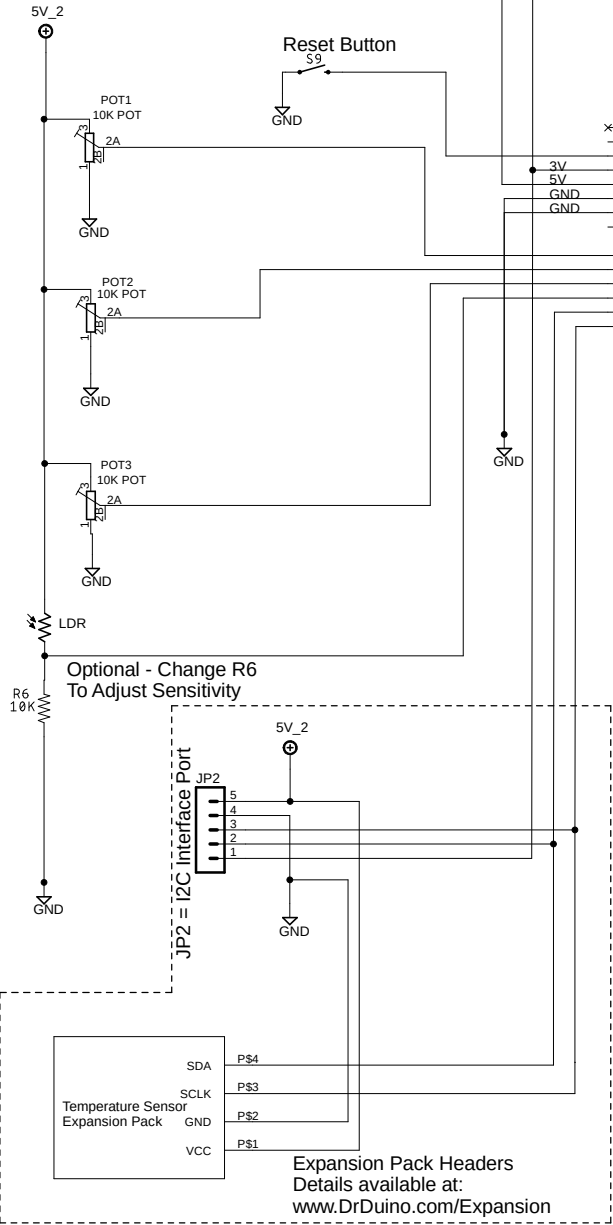 5V_2
Reset Button
S9
GND
POT1
10K POT
3
2A
2B
1
GND
3V
5V
GND
GND
POT2
10K POT
3
2A
2B
1
GND
GND
POT3
10K POT
3
2A
2B
1
GND
LDR
Optional - Change R6
To Adjust Sensitivity
R6
10K
GND
5V_2
JP2
JP2 = I2C Interface Port
5
4
3
2
1
GND
SDA
P$4
SCLK
P$3
Temperature Sensor
Expansion Pack
GND
P$2
VCC
P$1
Expansion Pack Headers
Details available at:
www.DrDuino.com/Expansion